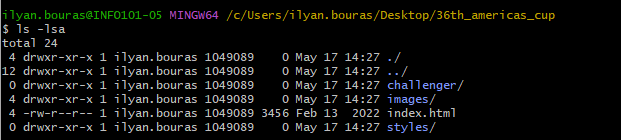 ilyan.bouras@INFO101-05 MINGW64 /c/Users/ilyan.bouras/Desktop/36th_americas_cup
$ ls -lsa
total 24
 4 drwxr-xr-x 1 ilyan.bouras 1049089    0 May 17 14:27 ./
12 drwxr-xr-x 1 ilyan.bouras 1049089    0 May 17 14:27 ../
 0 drwxr-xr-x 1 ilyan.bouras 1049089    0 May 17 14:27 challenger/
 4 drwxr-xr-x 1 ilyan.bouras 1049089    0 May 17 14:27 images/
 4 -rw-r--r-- 1 ilyan.bouras 1049089 3456 Feb 13  2022 index.html
 0 drwxr-xr-x 1 ilyan.bouras 1049089    0 May 17 14:27 styles/